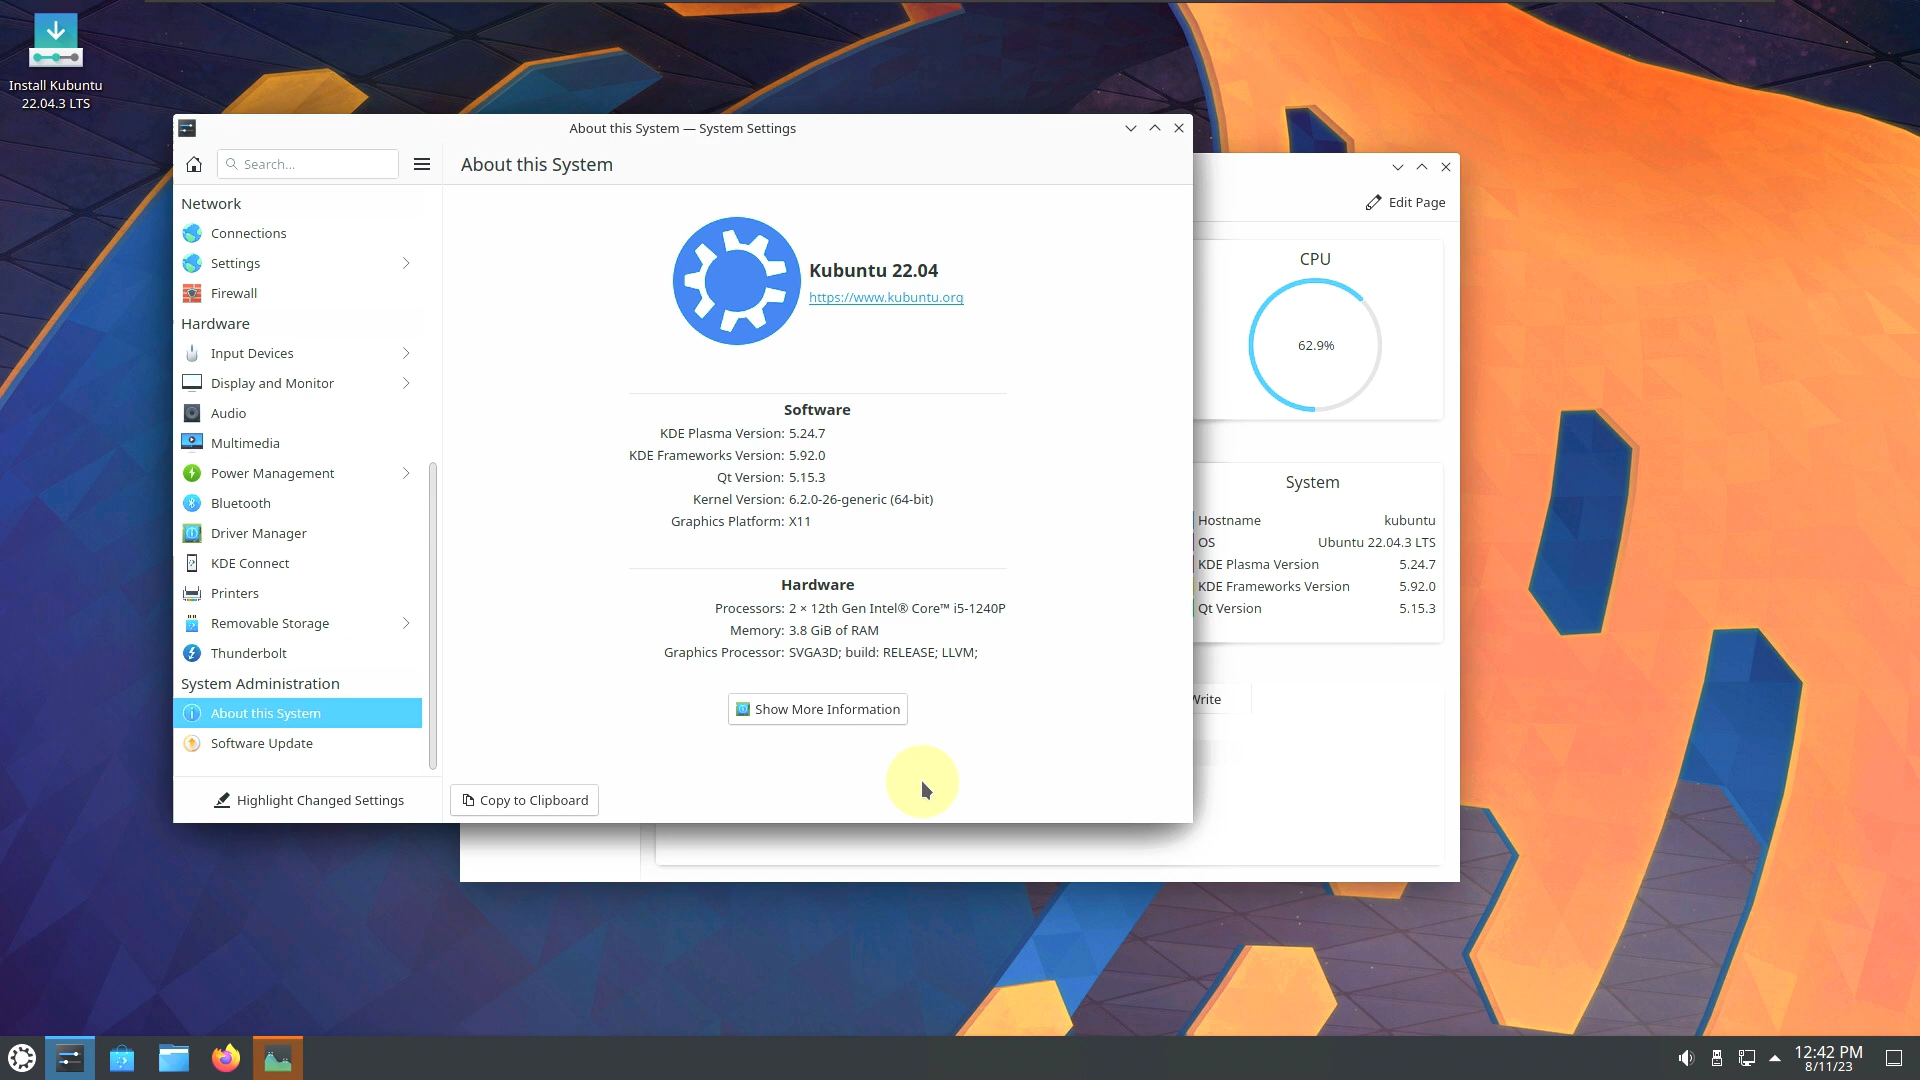 Install Kubuntu
22.04.3 LTS
About this System — System Settings
Search...
About this System
Network
Connections
Settings
Firewall
Hardware
Input Devices
Display and Monitor
Audio
Multimedia
Power Management
Bluetooth
Driver Manager
KDE Connect
Printers
Removable Storage
Thunderbolt
System Administration
About this System
Software Update
Highlight Changed Settings
Kubuntu 22.04
https://www.kubuntu.org
Software
KDE Plasma Version: 5.24.7
KDE Frameworks Version: 5.92.0
Qt Version: 5.15.3
Kernel Version: 6.2.0-26-generic (64-bit)
Graphics Platform: X11
Hardware
Processors: 2 × 12th Gen Intel® Core™ i5-1240P
Memory: 3.8 GiB of RAM
Graphics Processor: SVGA3D; build: RELEASE; LLVM;
Show More Information
Copy to Clipboard
Edit Page
CPU
62.9%
System
Hostname kubuntu
OS Ubuntu 22.04.3 LTS
KDE Plasma Version 5.24.7
KDE Frameworks Version 5.92.0
Qt Version 5.15.3
Write
12:42 PM
8/11/23